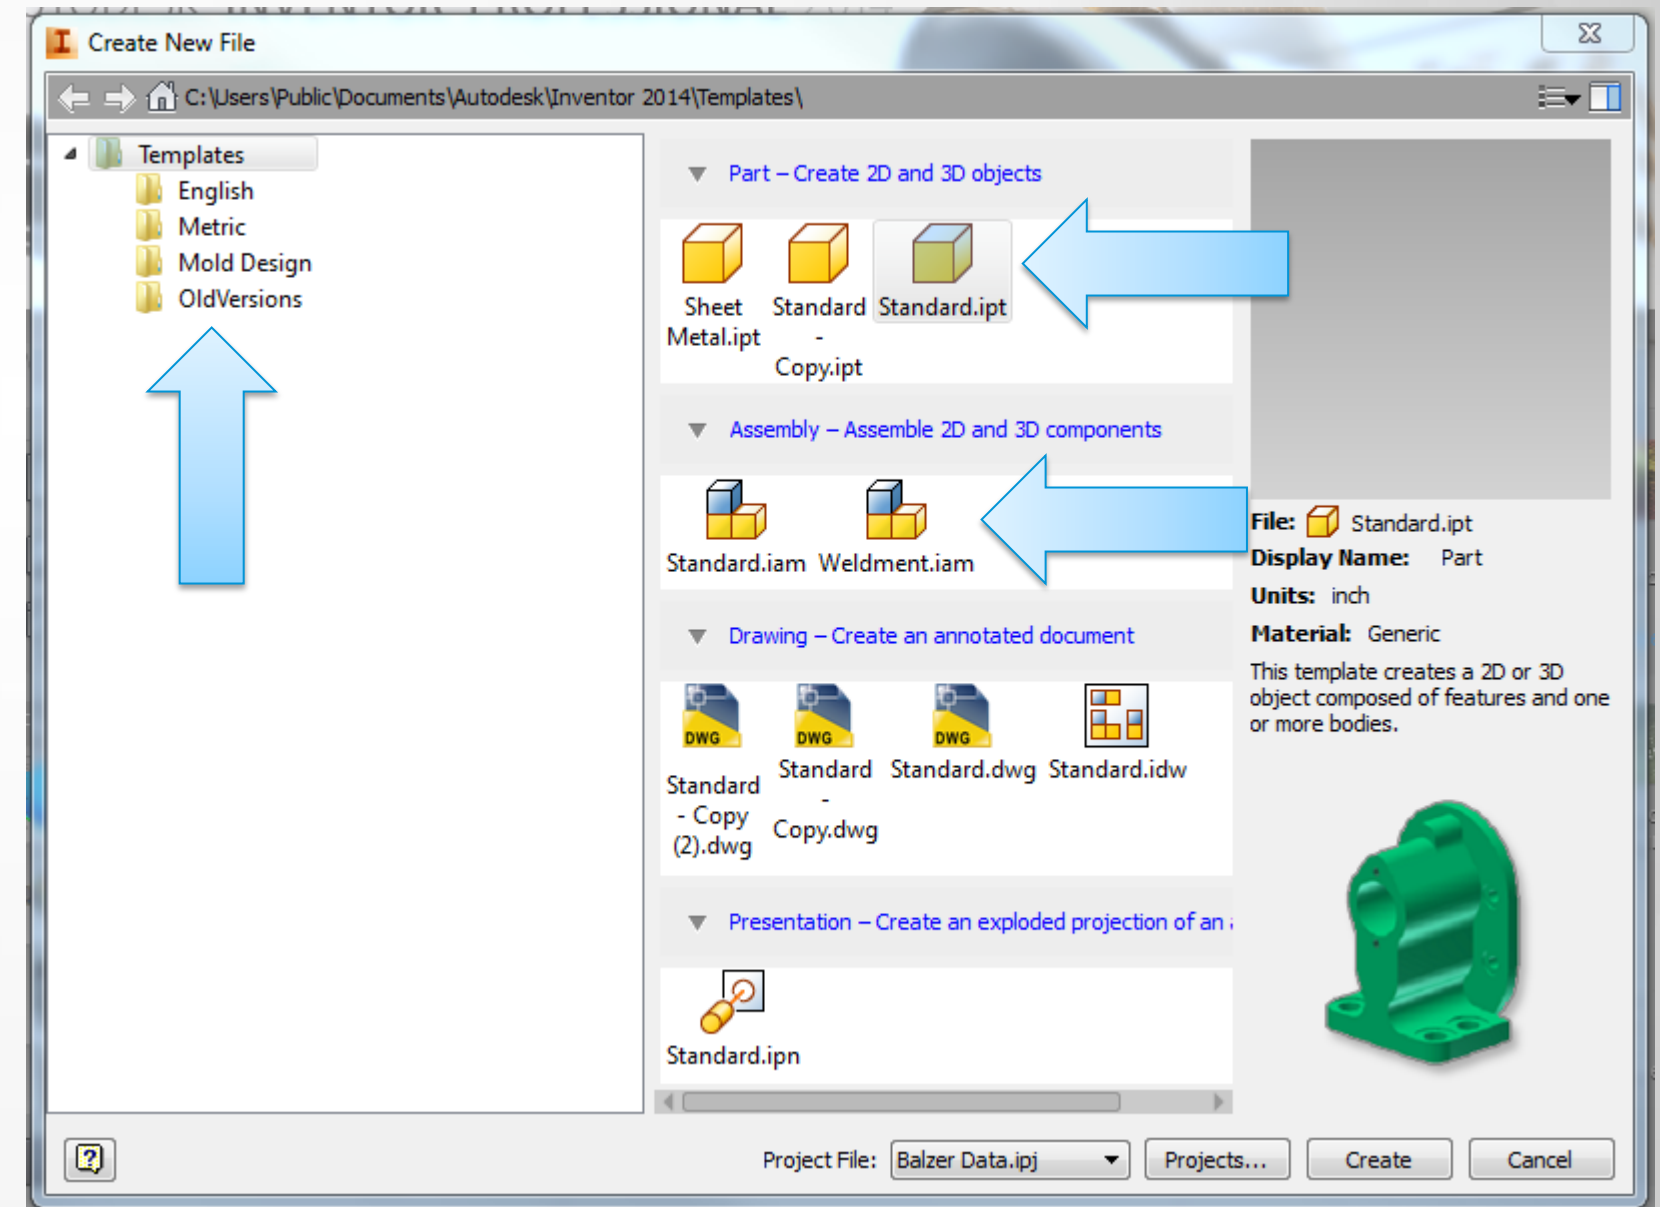 INVENTOR PROFESSIONAL 2014
Create New File
C:\Users\Public\Documents\Autodesk\Inventor 2014\Templates\
Templates
English
Metric
Mold Design
OldVersions
Part – Create 2D and 3D objects
Sheet
Metal.ipt
Standard
-
Copy.ipt
Standard.ipt
Assembly – Assemble 2D and 3D components
Standard.iam
Weldment.iam
Drawing – Create an annotated document
DWG
Standard
- Copy
(2).dwg
DWG
Standard
-
Copy.dwg
DWG
Standard.dwg
Standard.idw
Presentation – Create an exploded projection of an
Standard.ipn
File: Standard.ipt
Display Name: Part
Units: inch
Material: Generic
This template creates a 2D or 3D
object composed of features and one
or more bodies.
Project File: Balzer Data.ipj
Projects...
Create
Cancel